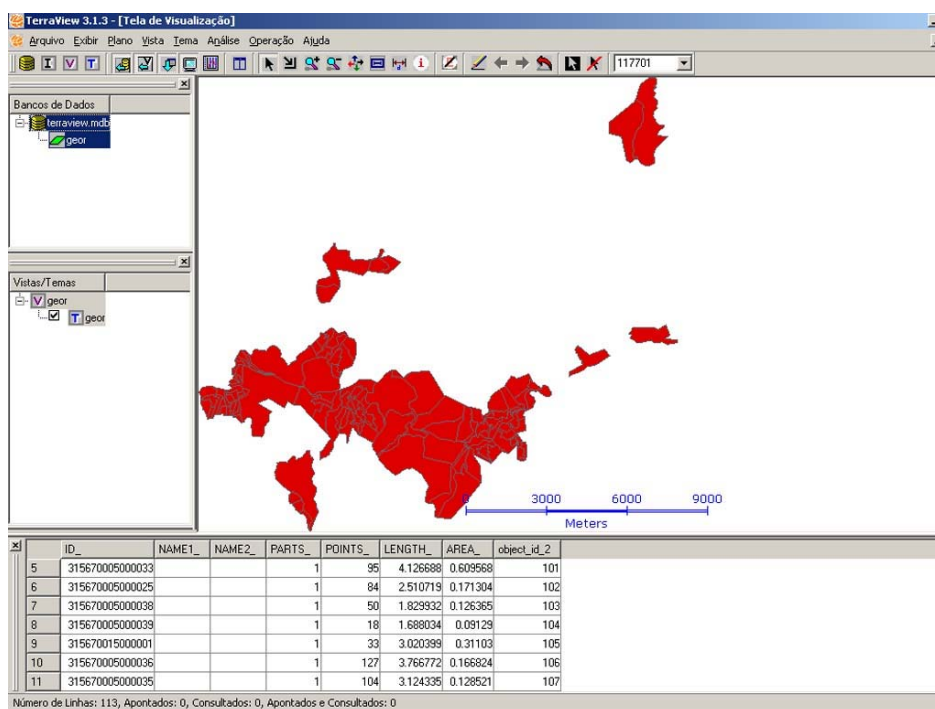 TerraView 3.1.3 - [Tela de Visualização]
Arquivo Exibir Plano Vista Tema Análise Operação Ajuda
I V T 117701
Bancos de Dados
terraview.mdb
geor
Vistas/Temas
V geor
T geor
0 3000 6000 9000
Meters
ID_ NAME1_ NAME2_ PARTS_ POINTS_ LENGTH_ AREA_ object_id_2
5 315670005000033 1 95 4.126688 0.609568 101
6 315670005000025 1 84 2.510719 0.171304 102
7 315670005000038 1 50 1.829932 0.126365 103
8 315670005000039 1 18 1.688034 0.09129 104
9 315670015000001 1 33 3.020399 0.31103 105
10 315670005000036 1 127 3.766772 0.166824 106
11 315670005000035 1 104 3.124335 0.128521 107
Número de Linhas: 113, Apontados: 0, Consultados: 0, Apontados e Consultados: 0